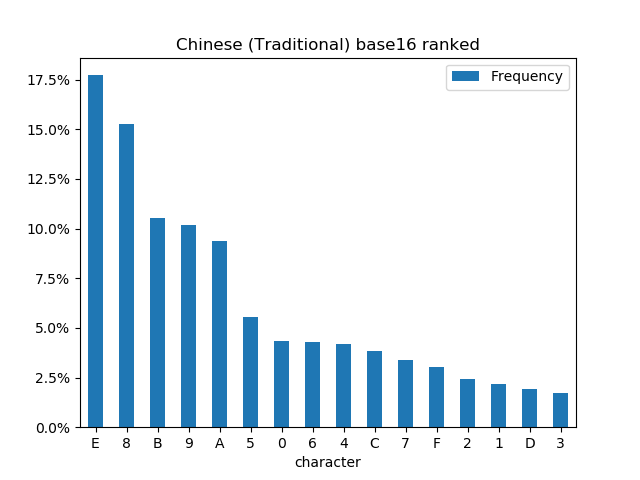 Chinese (Traditional) base16 ranked
Frequency
17.5%
15.0%
12.5%
10.0%
7.5%
5.0%
2.5%
0.0%
E 8 B 9 A 5 0 6 4 C 7 F 2 1 D 3
character